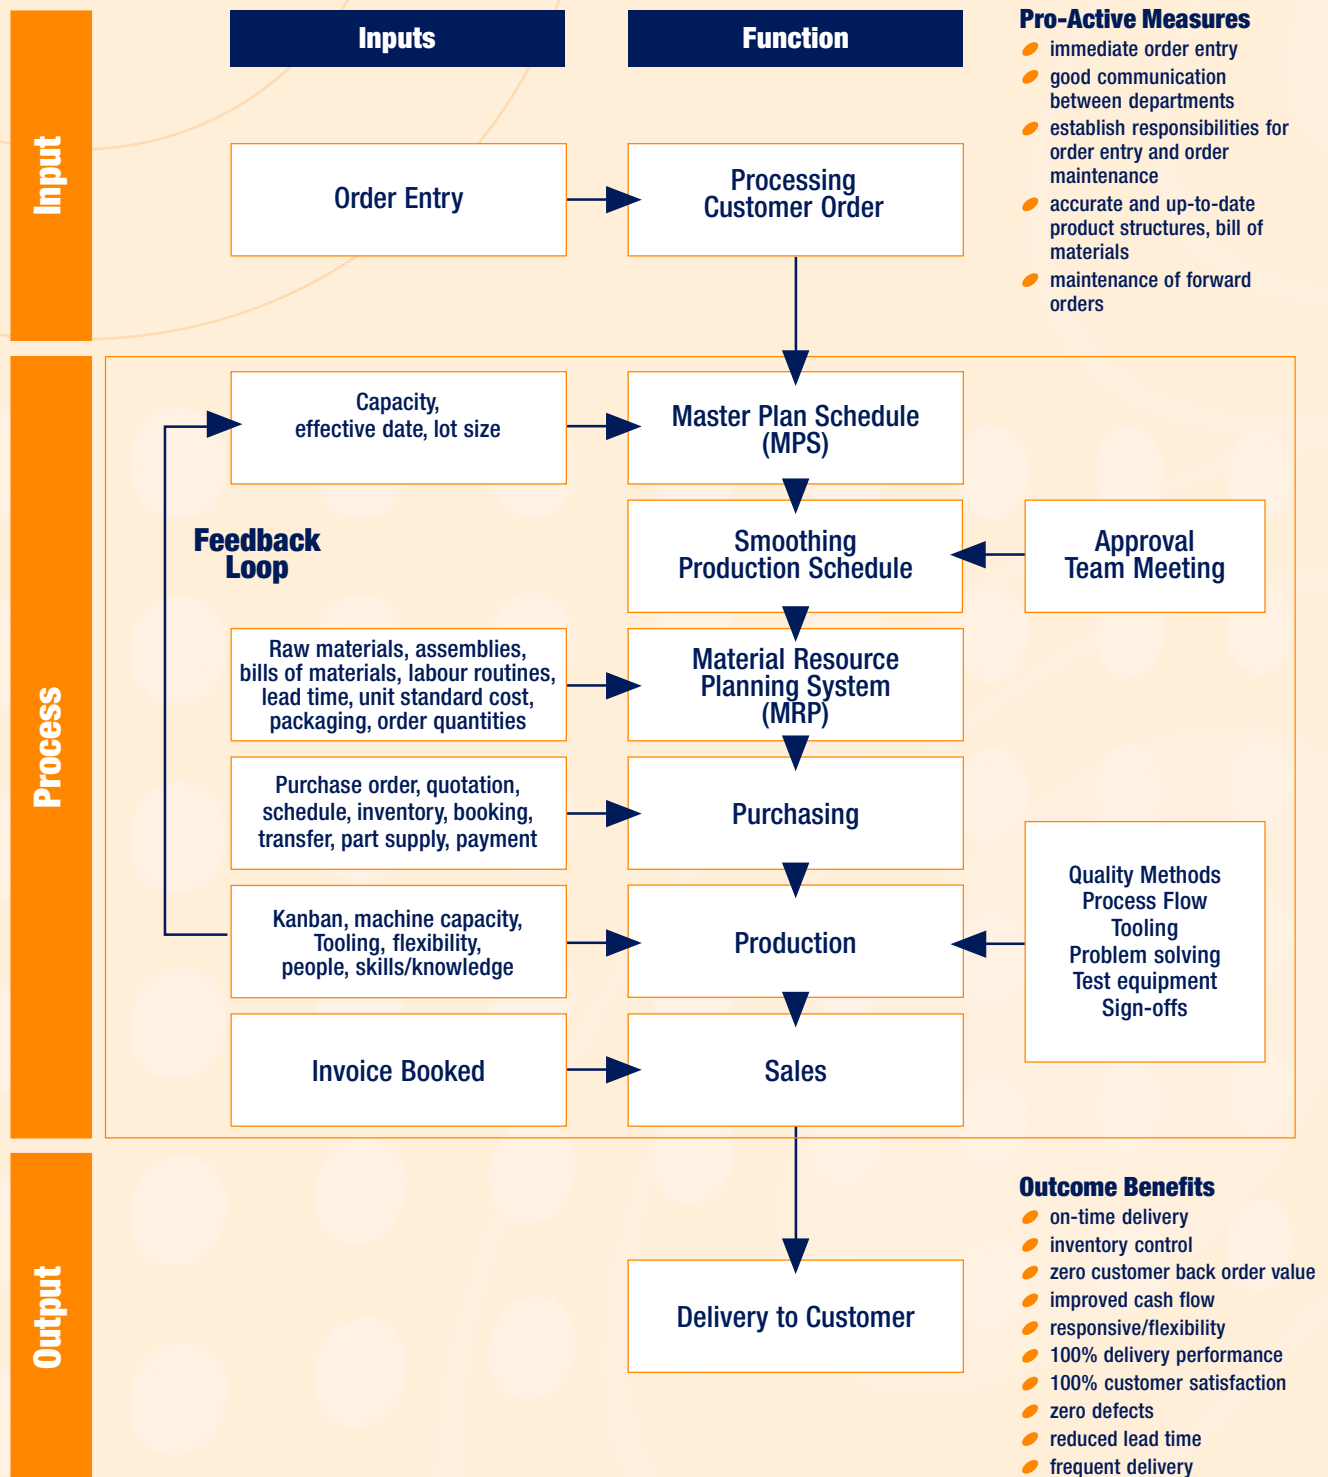 Inputs
Function
Pro-Active Measures
immediate order entry
good communication
between departments
establish responsibilities for
order entry and order
maintenance
accurate and up-to-date
product structures, bill of
materials
maintenance of forward
orders
Input
Order Entry
Processing
Customer Order
Process
Capacity,
effective date, lot size
Master Plan Schedule
(MPS)
Feedback
Loop
Smoothing
Production Schedule
Approval
Team Meeting
Raw materials, assemblies,
bills of materials, labour routines,
lead time, unit standard cost,
packaging, order quantities
Material Resource
Planning System
(MRP)
Purchase order, quotation,
schedule, inventory, booking,
transfer, part supply, payment
Purchasing
Kanban, machine capacity,
Tooling, flexibility,
people, skills/knowledge
Production
Quality Methods
Process Flow
Tooling
Problem solving
Test equipment
Sign-offs
Invoice Booked
Sales
Output
Delivery to Customer
Outcome Benefits
on-time delivery
inventory control
zero customer back order value
improved cash flow
responsive/flexibility
100% delivery performance
100% customer satisfaction
zero defects
reduced lead time
frequent delivery